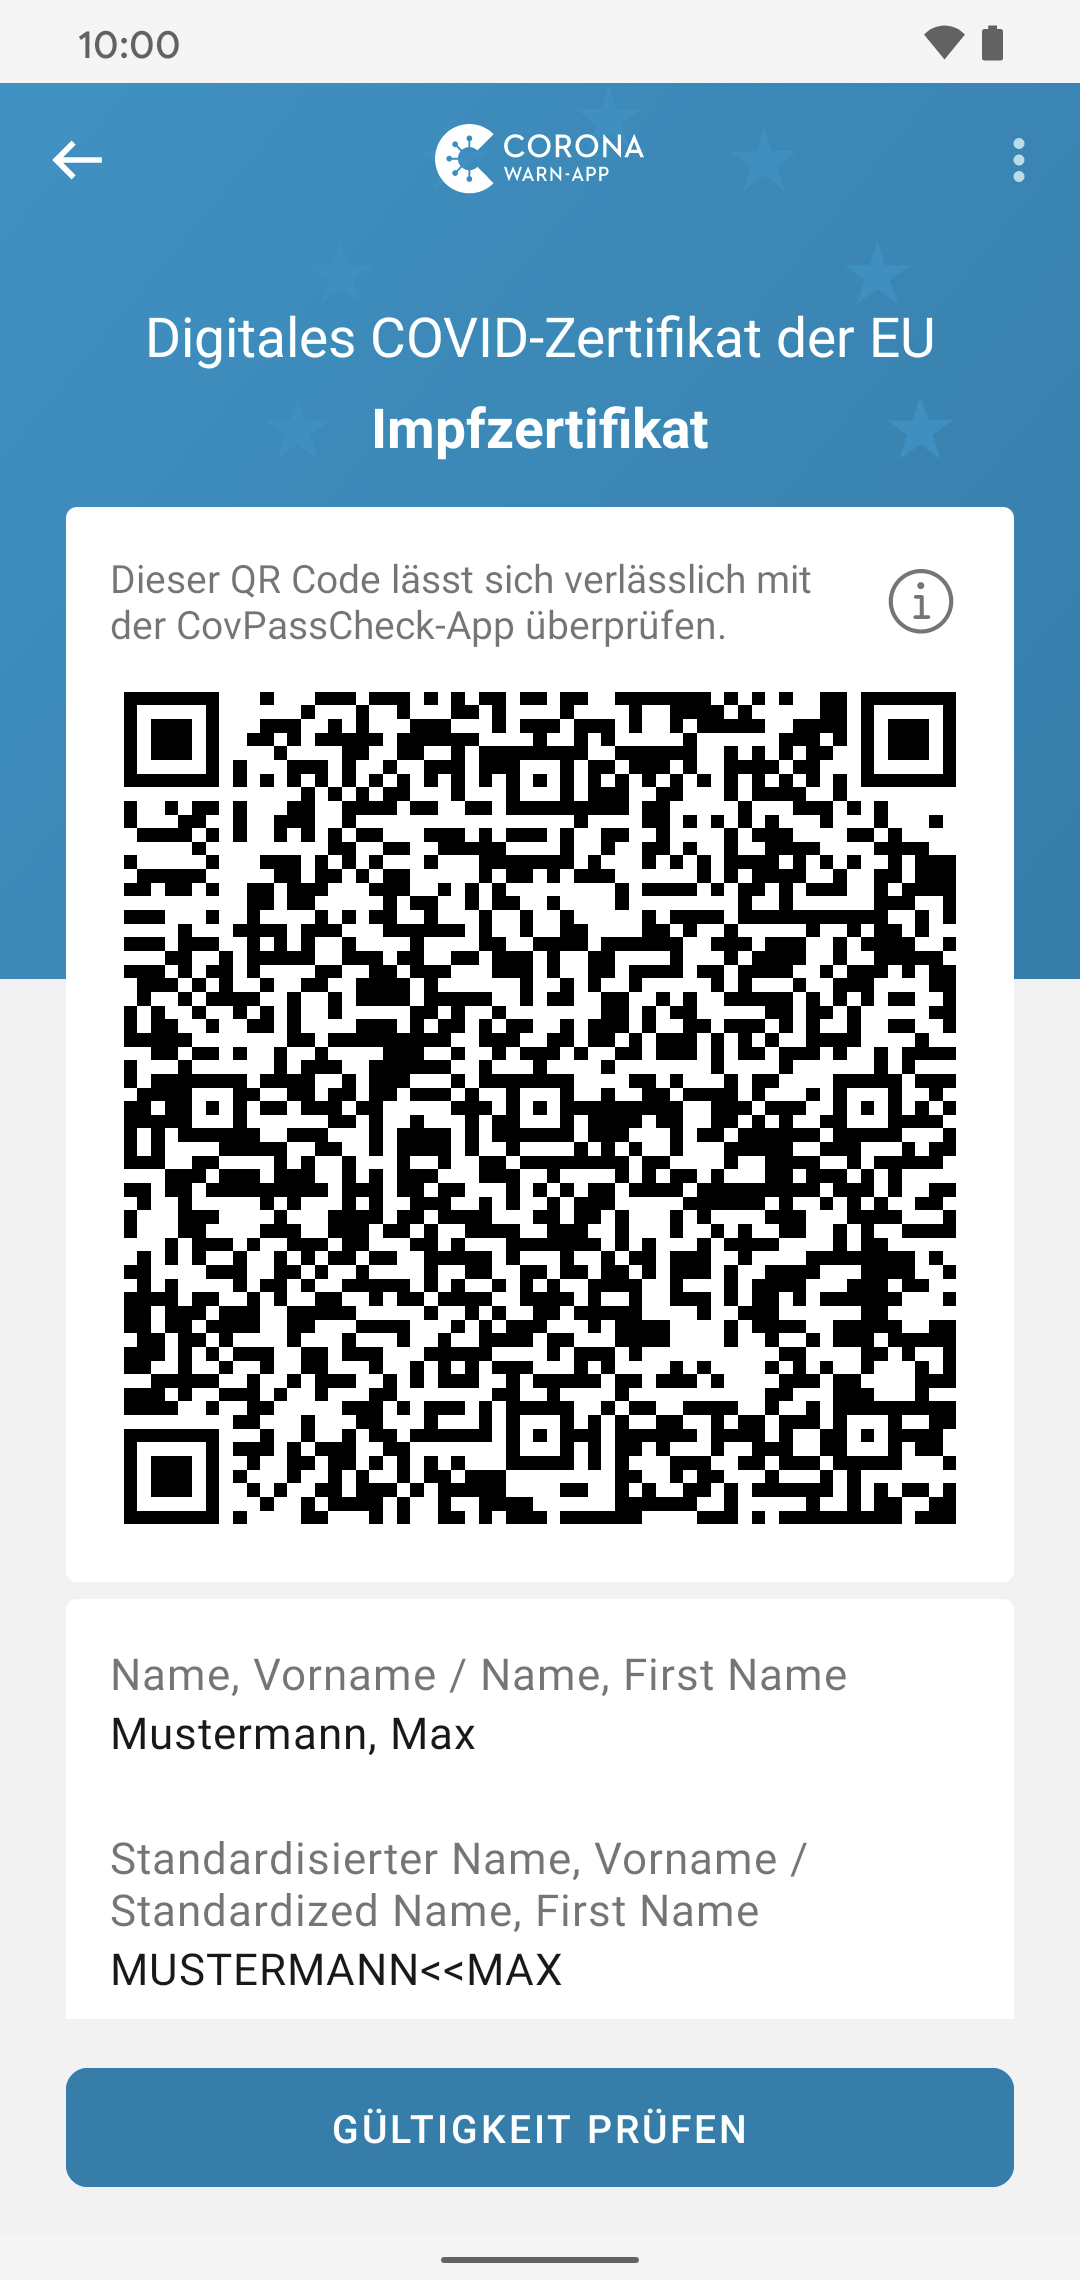 10:00
CORONA
WARN-APP
Digitales COVID-Zertifikat der EU
Impfzertifikat
Dieser QR Code lässt sich verlässlich mit
der CovPassCheck-App überprüfen.
Name, Vorname / Name, First Name
Mustermann, Max
Standardisierter Name, Vorname /
Standardized Name, First Name
MUSTERMANN<<MAX
GÜLTIGKEIT PRÜFEN